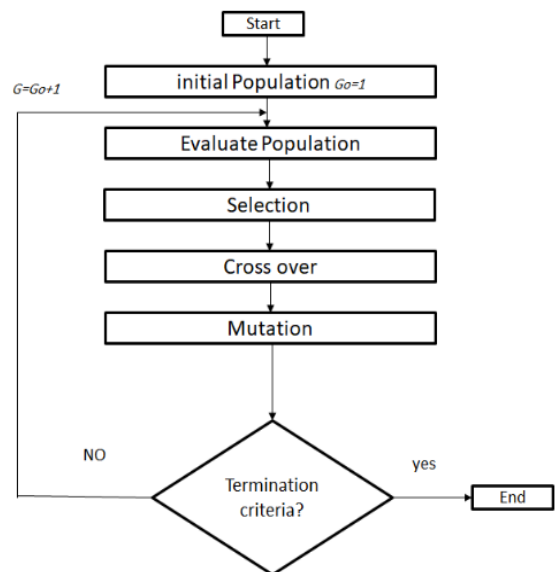 Start
initial Population Go=1
G=Go+1
Evaluate Population
Selection
Cross over
Mutation
NO
yes
Termination
criteria?
End